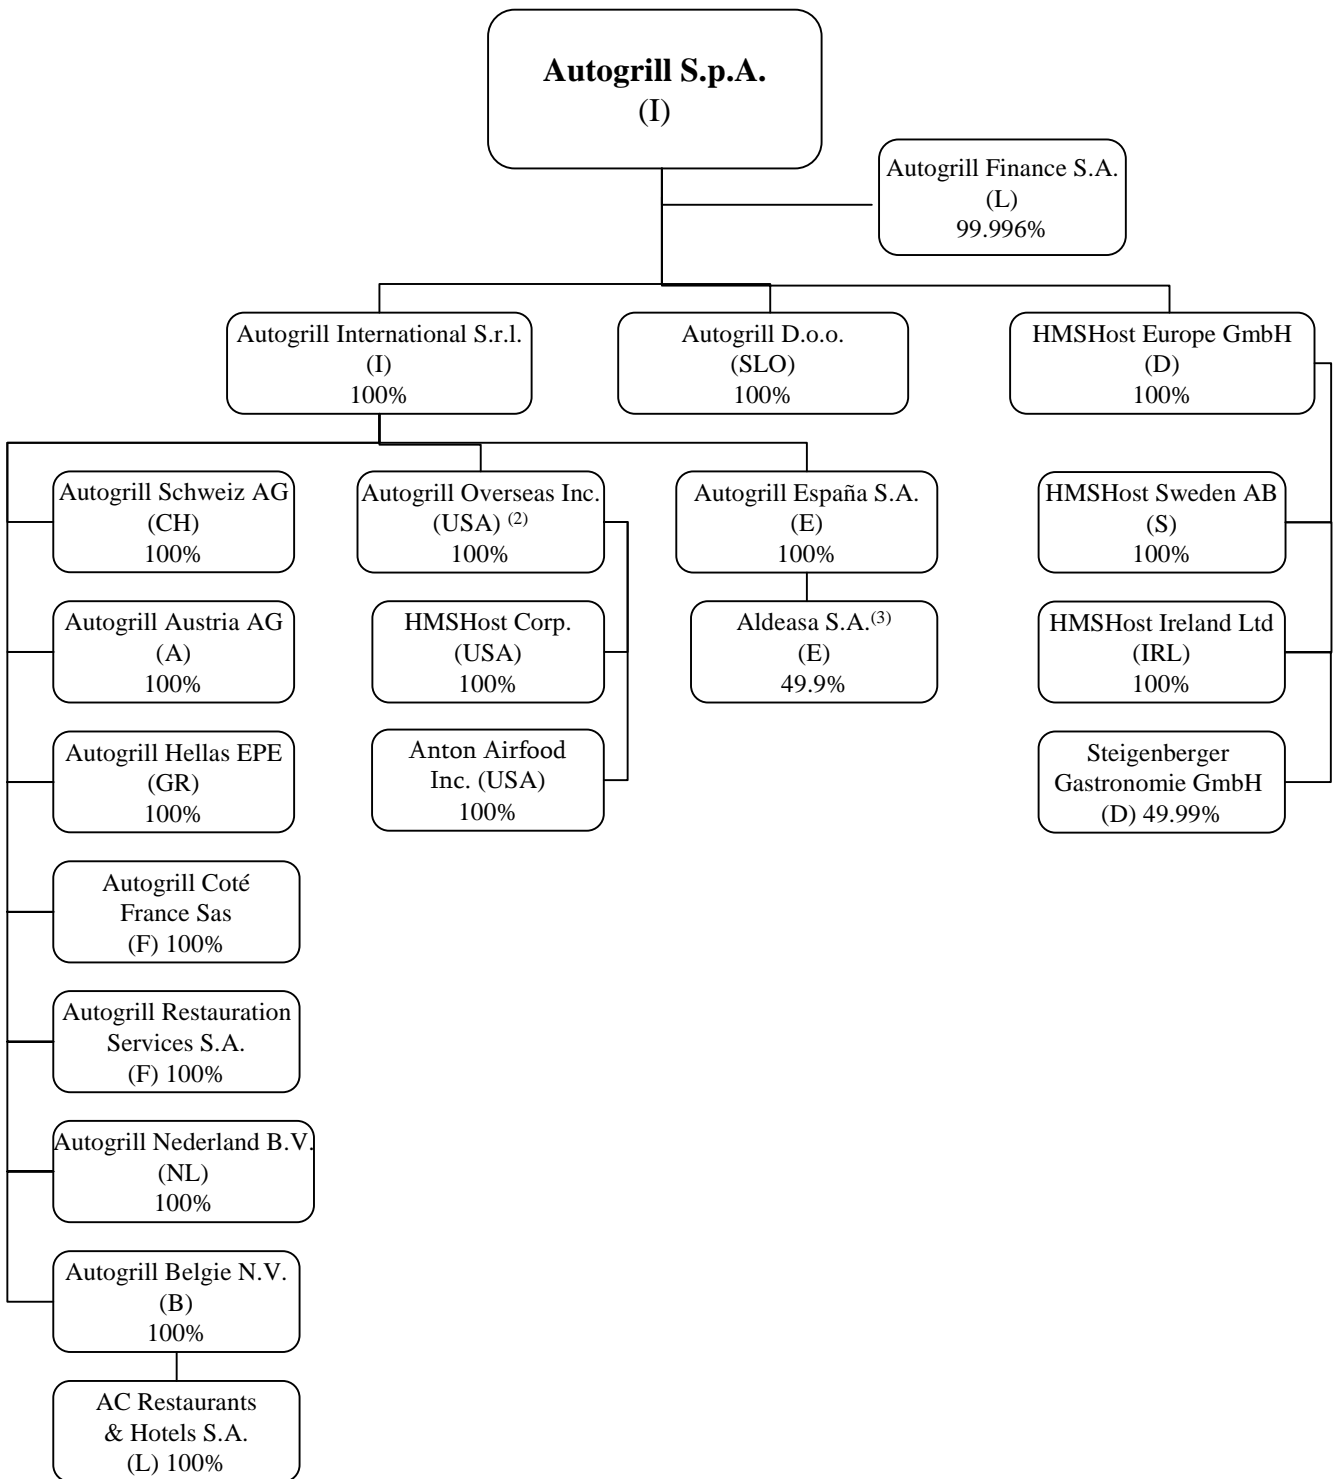 Autogrill S.p.A.
(I)
Autogrill Finance S.A.
(L)
99.996%
Autogrill International S.r.l.
(I)
100%
Autogrill D.o.o.
(SLO)
100%
HMSHost Europe GmbH
(D)
100%
Autogrill Schweiz AG
(CH)
100%
Autogrill Overseas Inc.
(USA) (2)
100%
Autogrill España S.A.
(E)
100%
HMSHost Sweden AB
(S)
100%
Autogrill Austria AG
(A)
100%
HMSHost Corp.
(USA)
100%
Aldeasa S.A.(3)
(E)
49.9%
HMSHost Ireland Ltd
(IRL)
100%
Autogrill Hellas EPE
(GR)
100%
Anton Airfood
Inc. (USA)
100%
Steigenberger
Gastronomie GmbH
(D) 49.99%
Autogrill Coté
France Sas
(F) 100%
Autogrill Restauration
Services S.A.
(F) 100%
Autogrill Nederland B.V.
(NL)
100%
Autogrill Belgie N.V.
(B)
100%
AC Restaurants
& Hotels S.A.
(L) 100%